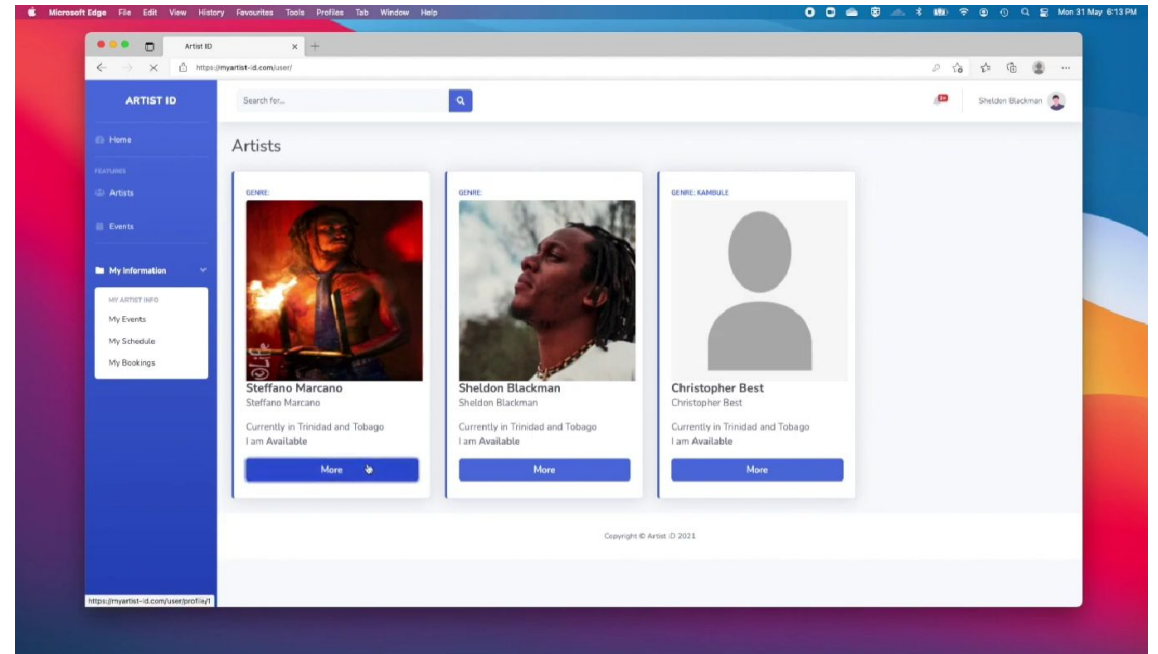 Microsoft Edge File Edit View History Favourites Tools Profiles Tab Window Help Mon 31 May 6:13 PM
Artist ID
https://myartist-id.com/user/
ARTIST ID
Search for...
Sheldon Blackman
Home
FEATURES
Artists
Events
My Information
MY ARTIST INFO
My Events
My Schedule
My Bookings
Artists
GENRE:
@Life
Steffano Marcano
Steffano Marcano
Currently in Trinidad and Tobago
I am Available
More
GENRE:
Sheldon Blackman
Sheldon Blackman
Currently in Trinidad and Tobago
I am Available
More
GENRE: KAMBULE
Christopher Best
Christopher Best
Currently in Trinidad and Tobago
I am Available
More
Copyright © Artist ID 2021
https://myartist-id.com/user/profile/1